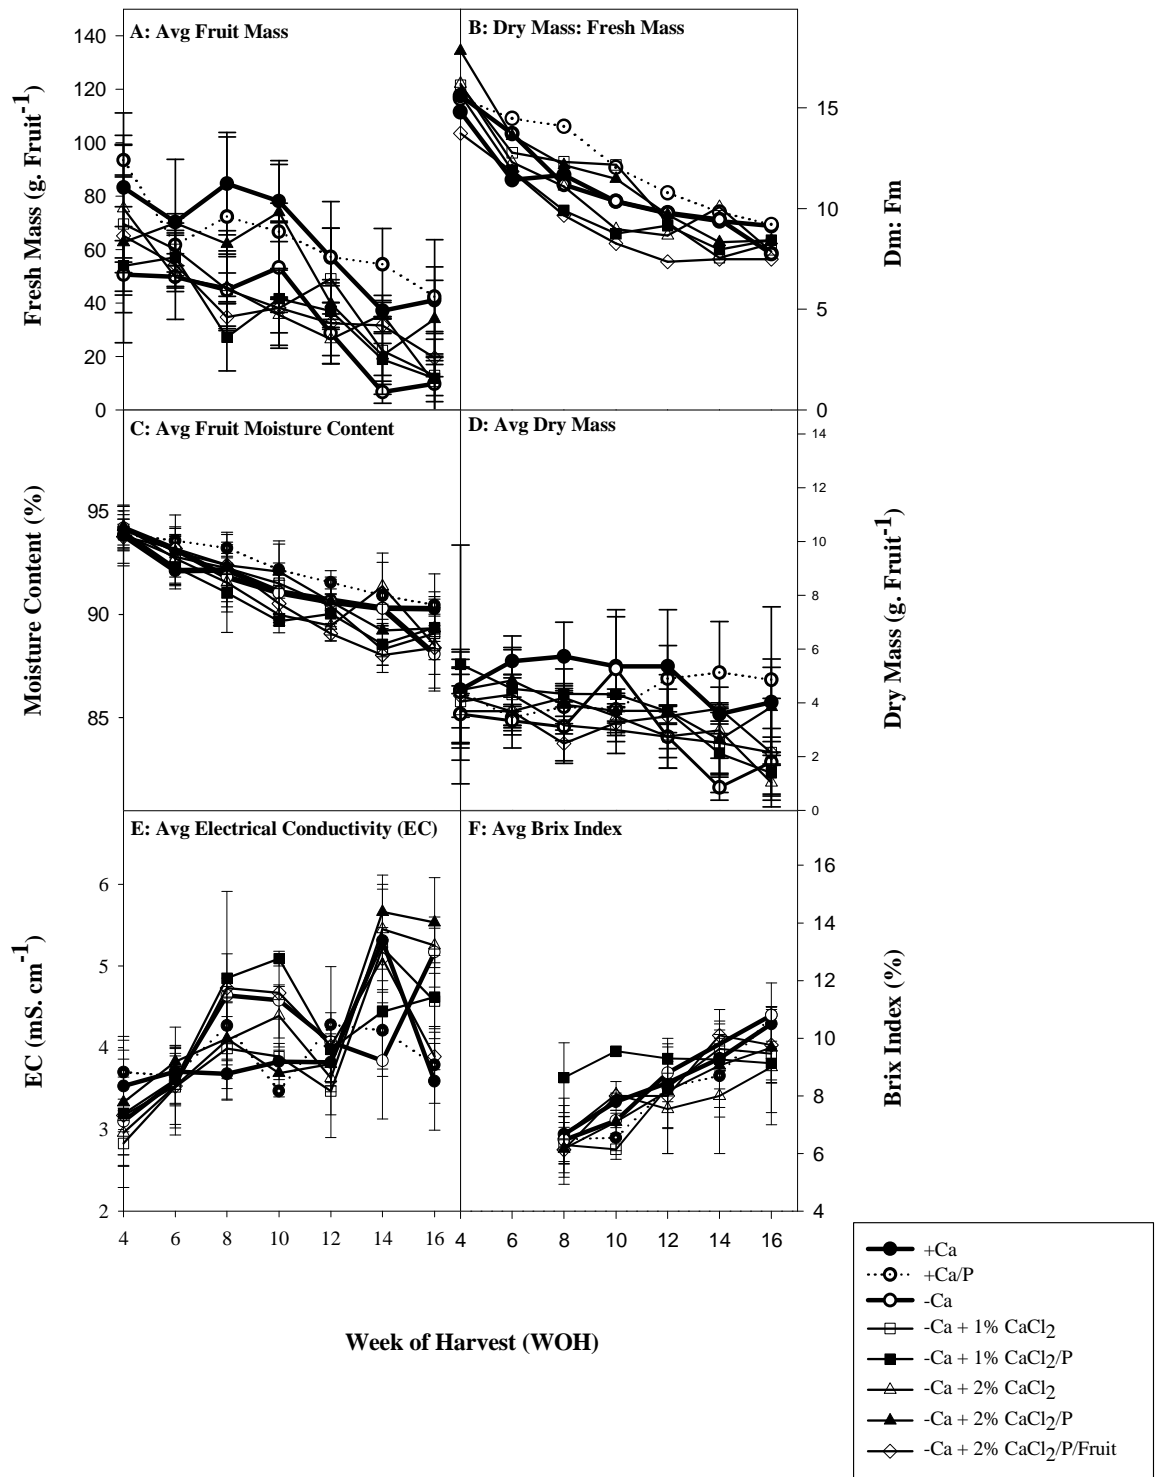 A: Avg Fruit Mass
B: Dry Mass: Fresh Mass
140
120
100
80
60
40
20
0
Fresh Mass (g. Fruit⁻¹)
15
10
5
0
Dm: Fm
C: Avg Fruit Moisture Content
D: Avg Dry Mass
95
90
85
Moisture Content (%)
14
12
10
8
6
4
2
0
Dry Mass (g. Fruit⁻¹)
E: Avg Electrical Conductivity (EC)
F: Avg Brix Index
6
5
4
3
2
EC (mS. cm⁻¹)
16
14
12
10
8
6
4
Brix Index (%)
4 6 8 10 12 14 16
4 6 8 10 12 14 16
Week of Harvest (WOH)
+Ca
+Ca/P
-Ca
-Ca + 1% CaCl₂
-Ca + 1% CaCl₂/P
-Ca + 2% CaCl₂
-Ca + 2% CaCl₂/P
-Ca + 2% CaCl₂/P/Fruit